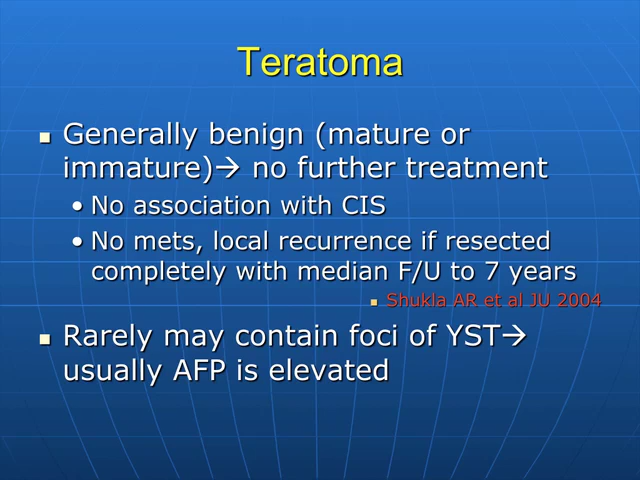 Teratoma
Generally benign (mature or
immature)→ no further treatment
• No association with CIS
• No mets, local recurrence if resected
completely with median F/U to 7 years
Shukla AR et al JU 2004
Rarely may contain foci of YST→
usually AFP is elevated